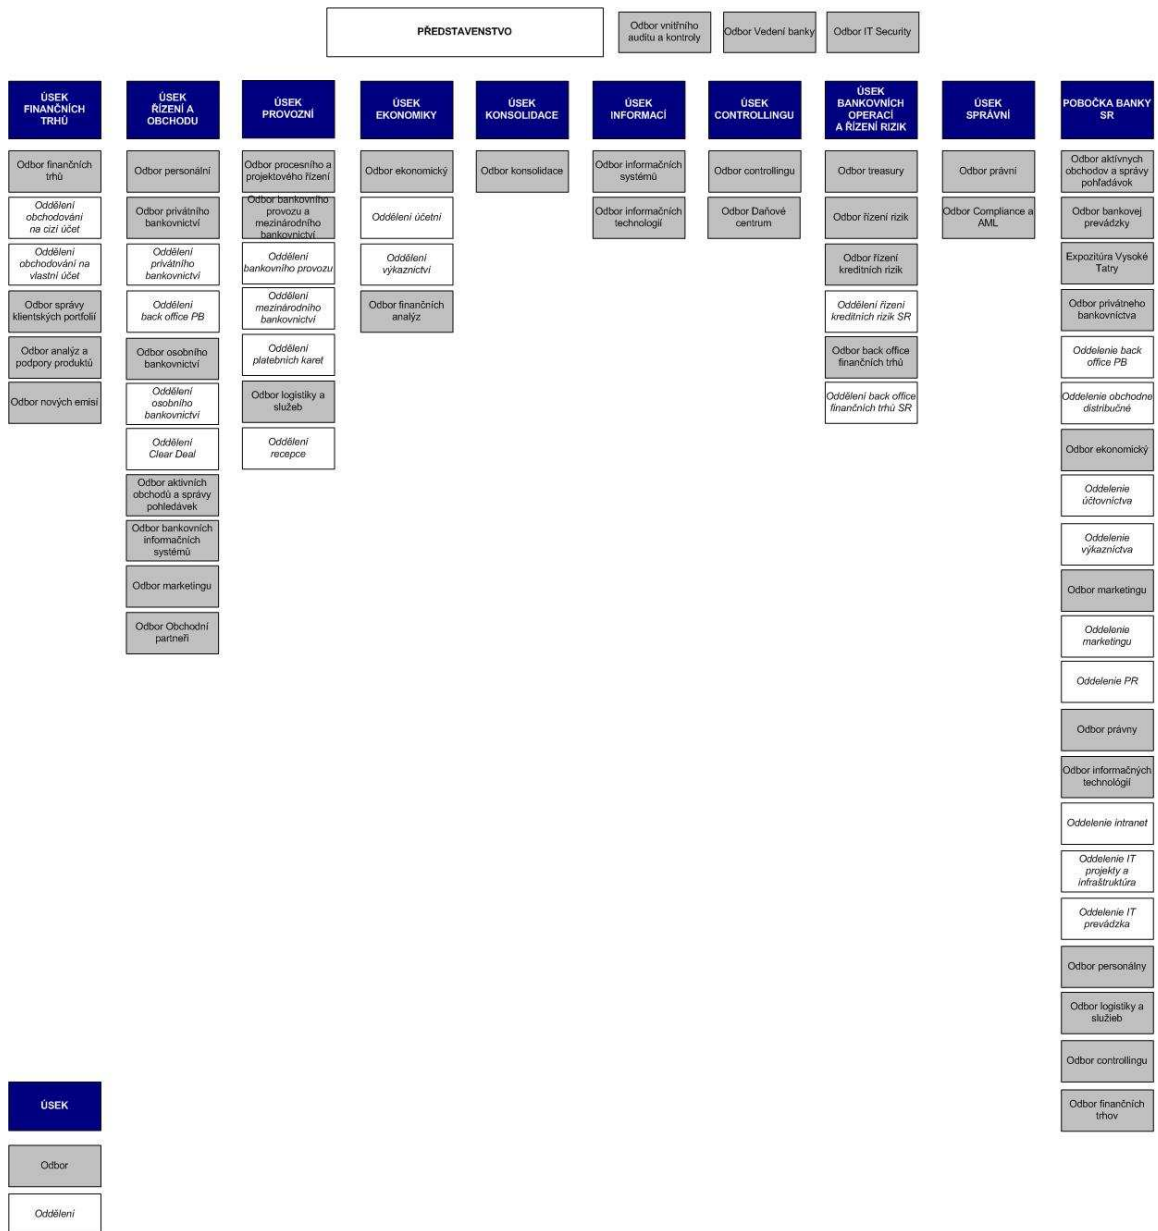 PŘEDSTAVENSTVO
Odbor vnitřního
auditu a kontroly
Odbor Vedení banky
Odbor IT Security
ÚSEK
FINANČNÍCH
TRHŮ
Odbor finančních
trhů
Oddělení
obchodování
na cizí účet
Oddělení
obchodování na
vlastní účet
Odbor správy
klientských portfolií
Odbor analýz a
podpory produktů
Odbor nových emisí
ÚSEK
ŘÍZENÍ A
OBCHODU
Odbor personální
Odbor privátního
bankovnictví
Oddělení
privátního
bankovnictví
Oddělení
back office PB
Odbor osobního
bankovnictví
Oddělení
osobního
bankovnictví
Oddělení
Clear Deal
Odbor aktivních
obchodů a správy
pohledávek
Odbor bankovních
informačních
systémů
Odbor marketingu
Odbor Obchodní
partneři
ÚSEK
PROVOZNÍ
Odbor procesního a
projektového řízení
Odbor bankovního
provozu a
mezinárodního
bankovnictví
Oddělení
bankovního provozu
Oddělení
mezinárodního
bankovnictví
Oddělení
platebních karet
Odbor logistiky a
služeb
Oddělení
recepce
ÚSEK
EKONOMIKY
Odbor ekonomický
Oddělení účetní
Oddělení
výkaznictví
Odbor finančních
analýz
ÚSEK
KONSOLIDACE
Odbor konsolidace
ÚSEK
INFORMACÍ
Odbor informačních
systémů
Odbor informačních
technologií
ÚSEK
CONTROLLINGU
Odbor controllingu
Odbor Daňové
centrum
ÚSEK
BANKOVNÍCH
OPERACÍ
A ŘÍZENÍ RIZIK
Odbor treasury
Odbor řízení rizik
Odbor řízení
kreditních rizik
Oddělení řízení
kreditních rizik SR
Odbor back office
finančních trhů
Oddělení back office
finančních trhů SR
ÚSEK
SPRÁVNÍ
Odbor právní
Odbor Compliance a
AML
POBOČKA BANKY
SR
Odbor aktívnych
obchodov a správy
pohľadávok
Odbor bankovej
prevádzky
Expozitúra Vysoké
Tatry
Odbor privátneho
bankovníctva
Oddelenie back
office PB
Oddelenie obchodne
distribučné
Odbor ekonomický
Oddelenie
účtovníctva
Oddelenie
výkazníctva
Odbor marketingu
Oddelenie
marketingu
Oddelenie PR
Odbor právny
Odbor informačných
technológií
Oddelenie intranet
Oddelenie IT
projekty a
infraštruktúra
Oddelenie IT
prevádzka
Odbor personálny
Odbor logistiky a
služieb
Odbor controllingu
Odbor finančních
trhov
ÚSEK
Odbor
Oddělení